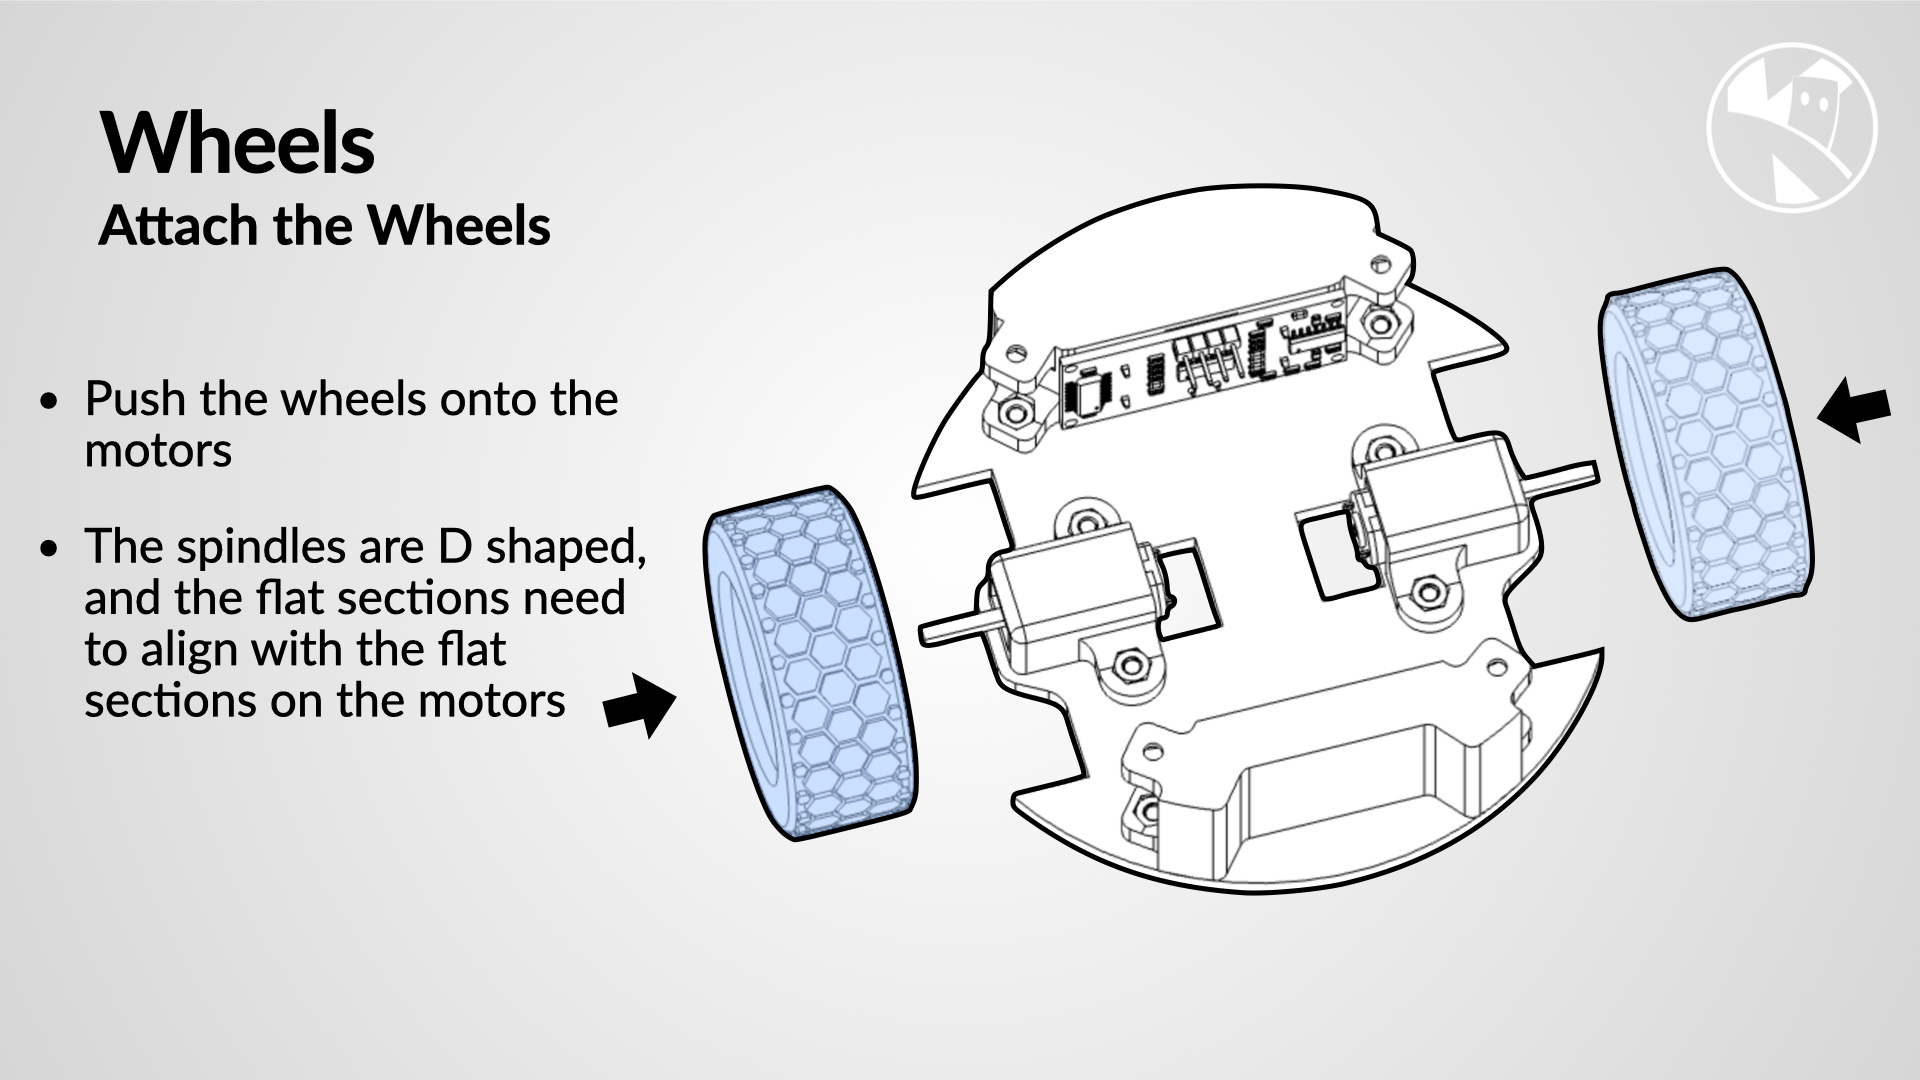 Wheels
Attach the Wheels
• Push the wheels onto the
motors
• The spindles are D shaped,
and the flat sections need
to align with the flat
sections on the motors